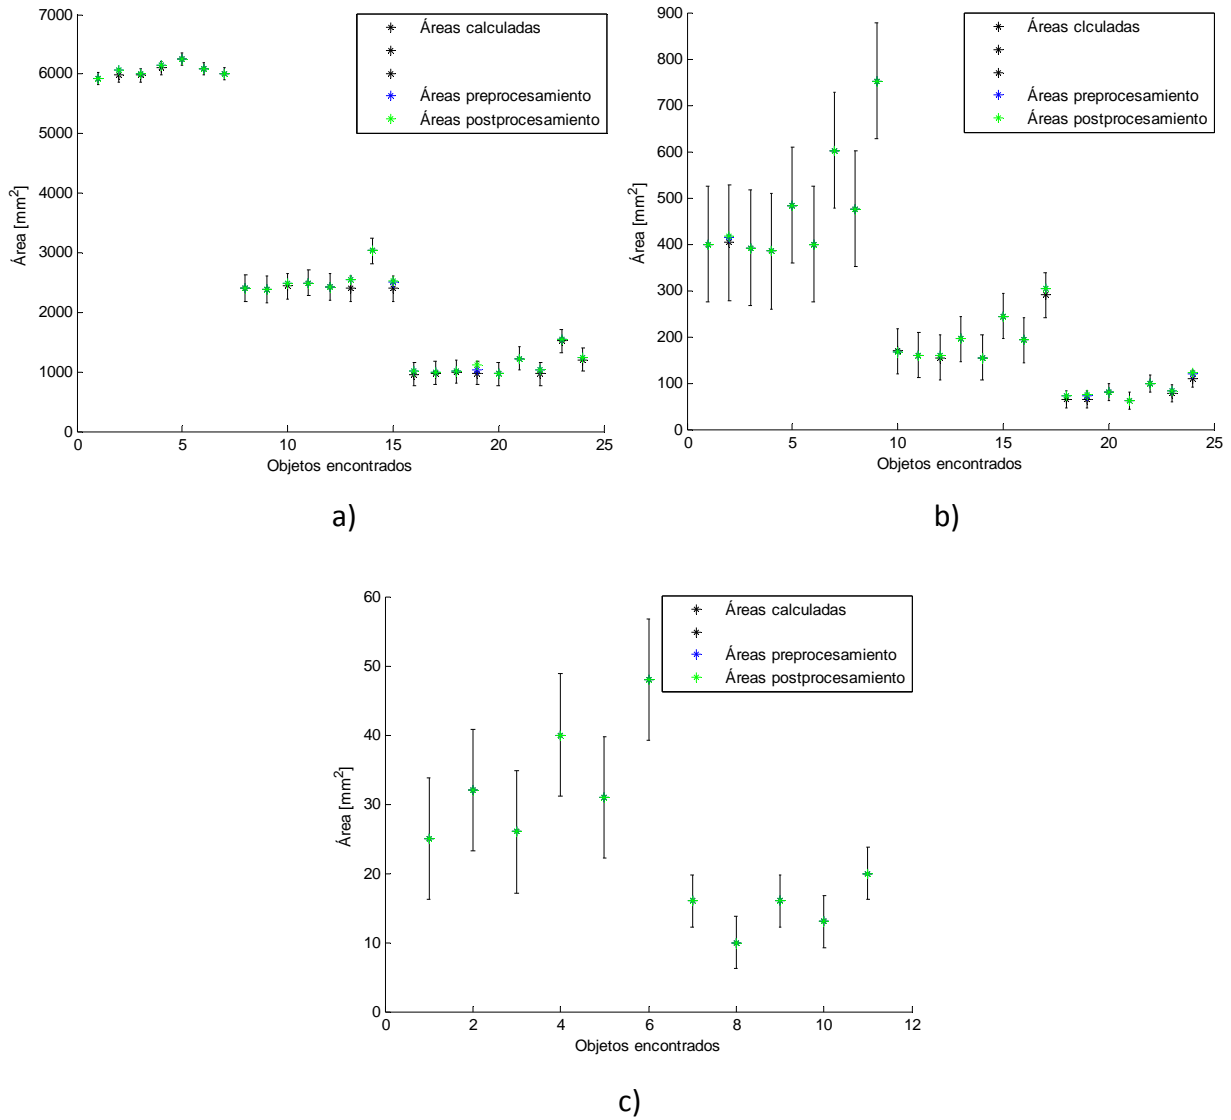 7000
6000
5000
4000
3000
2000
1000
0
0 5 10 15 20 25
Área [mm²]
Objetos encontrados
Áreas calculadas
Áreas preprocesamiento
Áreas postprocesamiento
a)
900
800
700
600
500
400
300
200
100
0
0 5 10 15 20 25
Área [mm²]
Objetos encontrados
Áreas clculadas
Áreas preprocesamiento
Áreas postprocesamiento
b)
60
50
40
30
20
10
0
0 2 4 6 8 10 12
Área [mm²]
Objetos encontrados
Áreas calculadas
Áreas preprocesamiento
Áreas postprocesamiento
c)